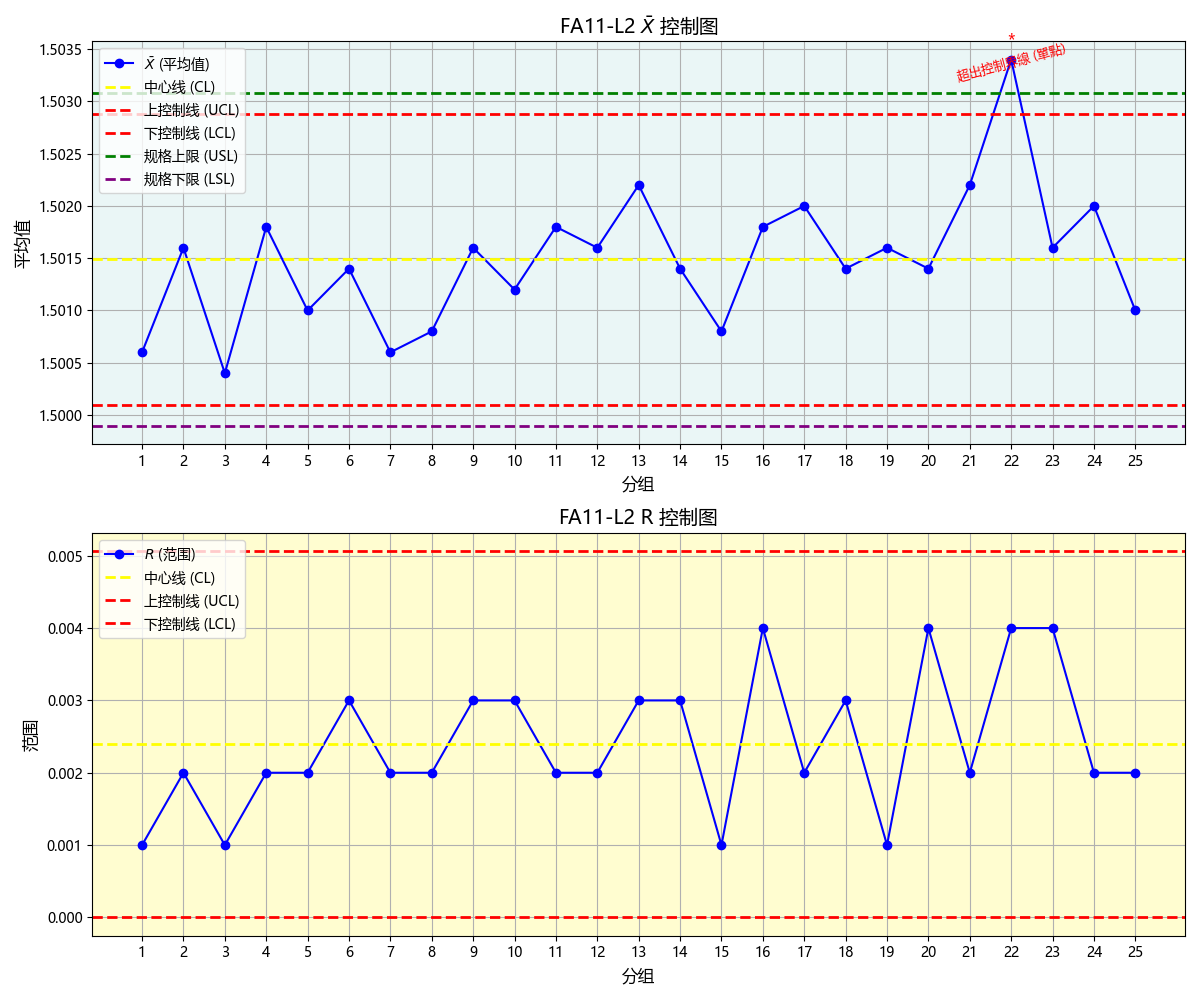 FA11-L2 X̄ 控制图
平均值
1.5035
1.5030
1.5025
1.5020
1.5015
1.5010
1.5005
1.5000
X̄ (平均值)
中心线 (CL)
上控制线 (UCL)
下控制线 (LCL)
规格上限 (USL)
规格下限 (LSL)
*
超出控制界線 (單點)
1 2 3 4 5 6 7 8 9 10 11 12 13 14 15 16 17 18 19 20 21 22 23 24 25
分组
FA11-L2 R 控制图
范围
0.005
0.004
0.003
0.002
0.001
0.000
R (范围)
中心线 (CL)
上控制线 (UCL)
下控制线 (LCL)
1 2 3 4 5 6 7 8 9 10 11 12 13 14 15 16 17 18 19 20 21 22 23 24 25
分组